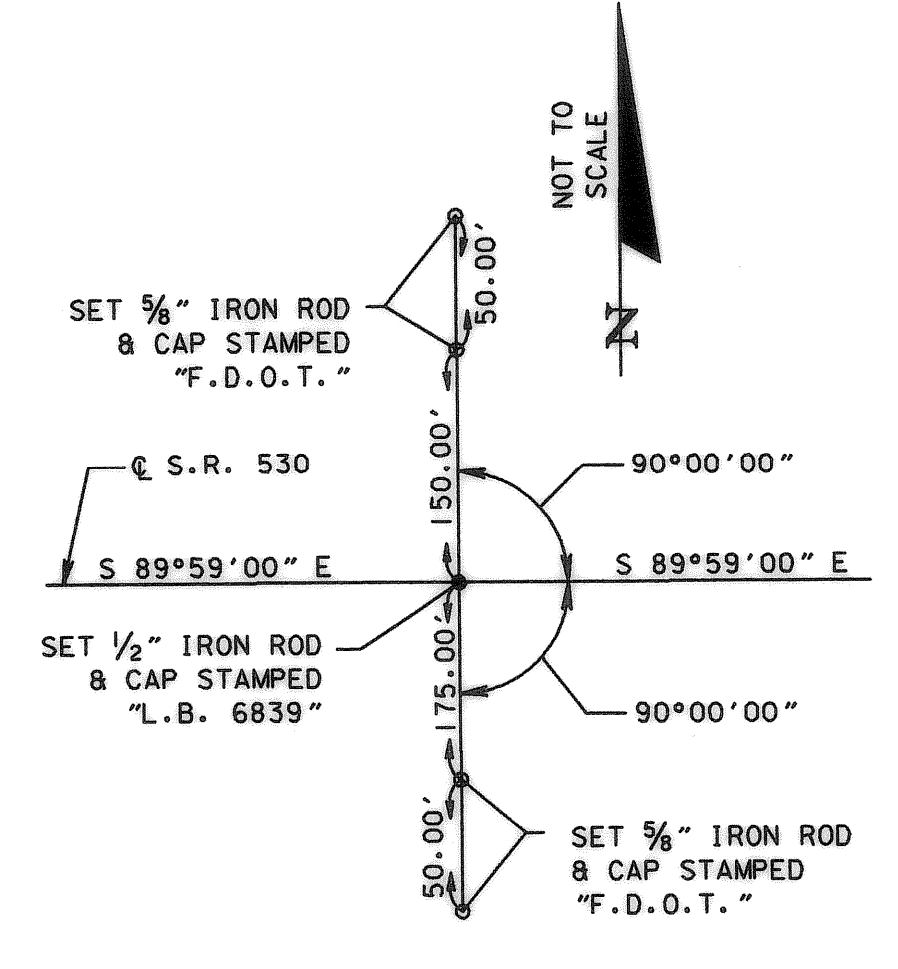 NOT TO
SCALE
N
50.00'
SET 5/8" IRON ROD
& CAP STAMPED
"F.D.O.T."
150.00'
℄ S.R. 530
90°00'00"
S 89°59'00" E
S 89°59'00" E
SET 1/2" IRON ROD
& CAP STAMPED
"L.B. 6839"
175.00'
90°00'00"
50.00'
SET 5/8" IRON ROD
& CAP STAMPED
"F.D.O.T."